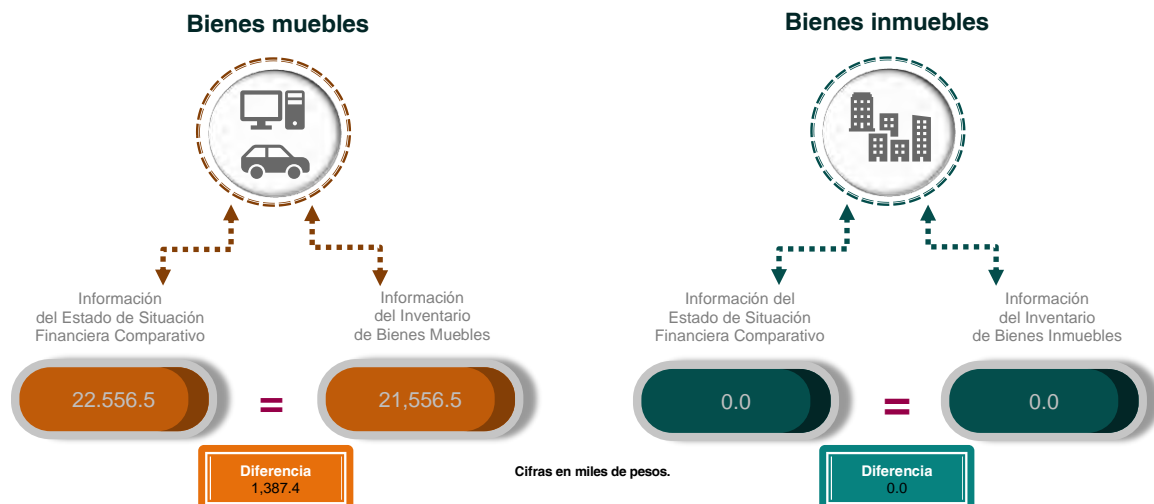 Bienes muebles
Información
del Estado de Situación
Financiera Comparativo
22.556.5
=
Información
del Inventario
de Bienes Muebles
21,556.5
Diferencia
1,387.4
Cifras en miles de pesos.
Bienes inmuebles
Información del
Estado de Situación
Financiera Comparativo
0.0
=
Información
del Inventario
de Bienes Inmuebles
0.0
Diferencia
0.0